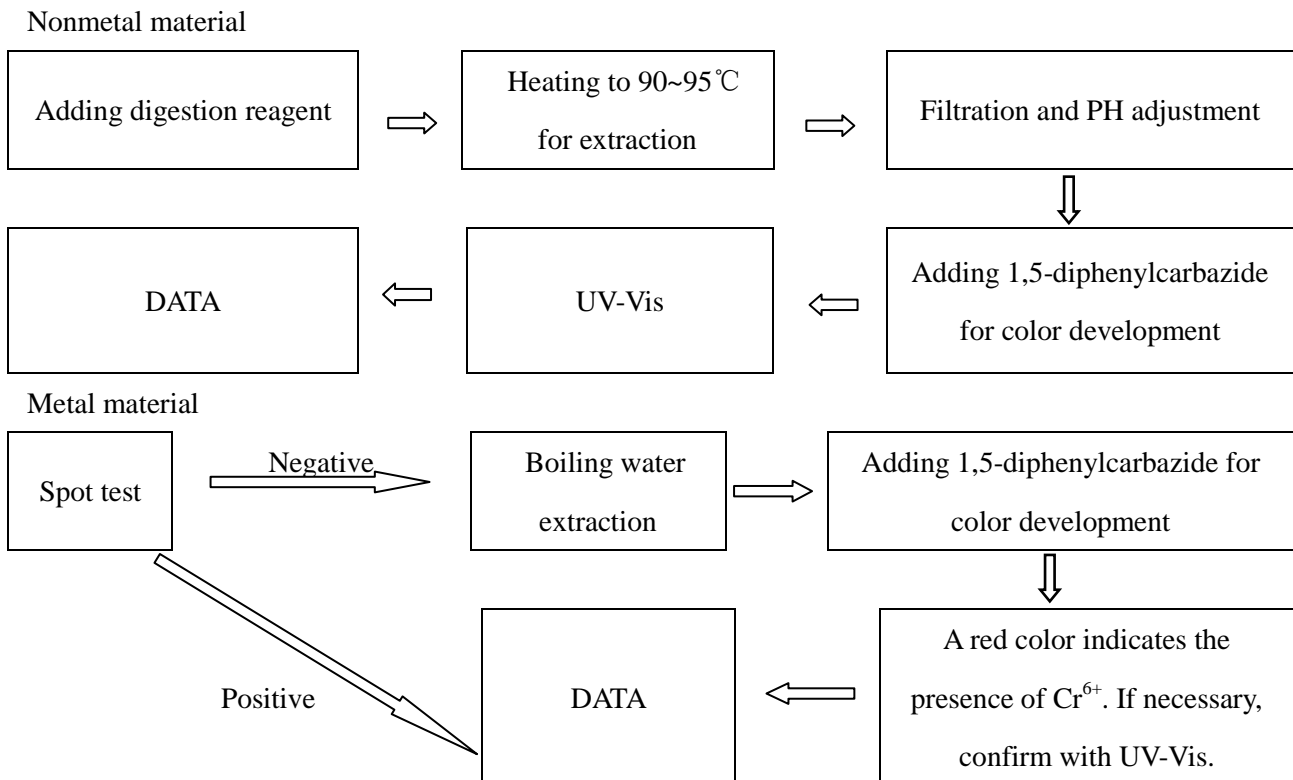 Nonmetal material
Adding digestion reagent
Heating to 90~95℃
for extraction
Filtration and PH adjustment
Adding 1,5-diphenylcarbazide
for color development
UV-Vis
DATA
Metal material
Spot test
Negative
Boiling water
extraction
Adding 1,5-diphenylcarbazide for
color development
A red color indicates the
presence of Cr⁶⁺. If necessary,
confirm with UV-Vis.
Positive
DATA